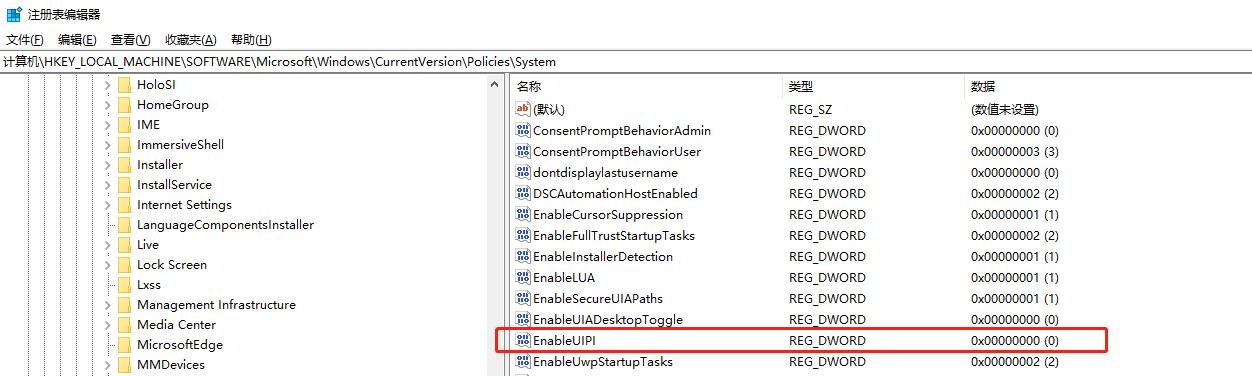 注册表编辑器
文件(F) 编辑(E) 查看(V) 收藏夹(A) 帮助(H)
计算机\HKEY_LOCAL_MACHINE\SOFTWARE\Microsoft\Windows\CurrentVersion\Policies\System
HoloSI
HomeGroup
IME
ImmersiveShell
Installer
InstallService
Internet Settings
LanguageComponentsInstaller
Live
Lock Screen
Lxss
Management Infrastructure
Media Center
MicrosoftEdge
MMDevices
名称 类型 数据
ab (默认) REG_SZ (数值未设置)
ConsentPromptBehaviorAdmin REG_DWORD 0x00000000 (0)
ConsentPromptBehaviorUser REG_DWORD 0x00000003 (3)
dontdisplaylastusername REG_DWORD 0x00000000 (0)
DSCAutomationHostEnabled REG_DWORD 0x00000002 (2)
EnableCursorSuppression REG_DWORD 0x00000001 (1)
EnableFullTrustStartupTasks REG_DWORD 0x00000002 (2)
EnableInstallerDetection REG_DWORD 0x00000001 (1)
EnableLUA REG_DWORD 0x00000001 (1)
EnableSecureUIAPaths REG_DWORD 0x00000001 (1)
EnableUIADesktopToggle REG_DWORD 0x00000000 (0)
EnableUIPI REG_DWORD 0x00000000 (0)
EnableUwpStartupTasks REG_DWORD 0x00000002 (2)